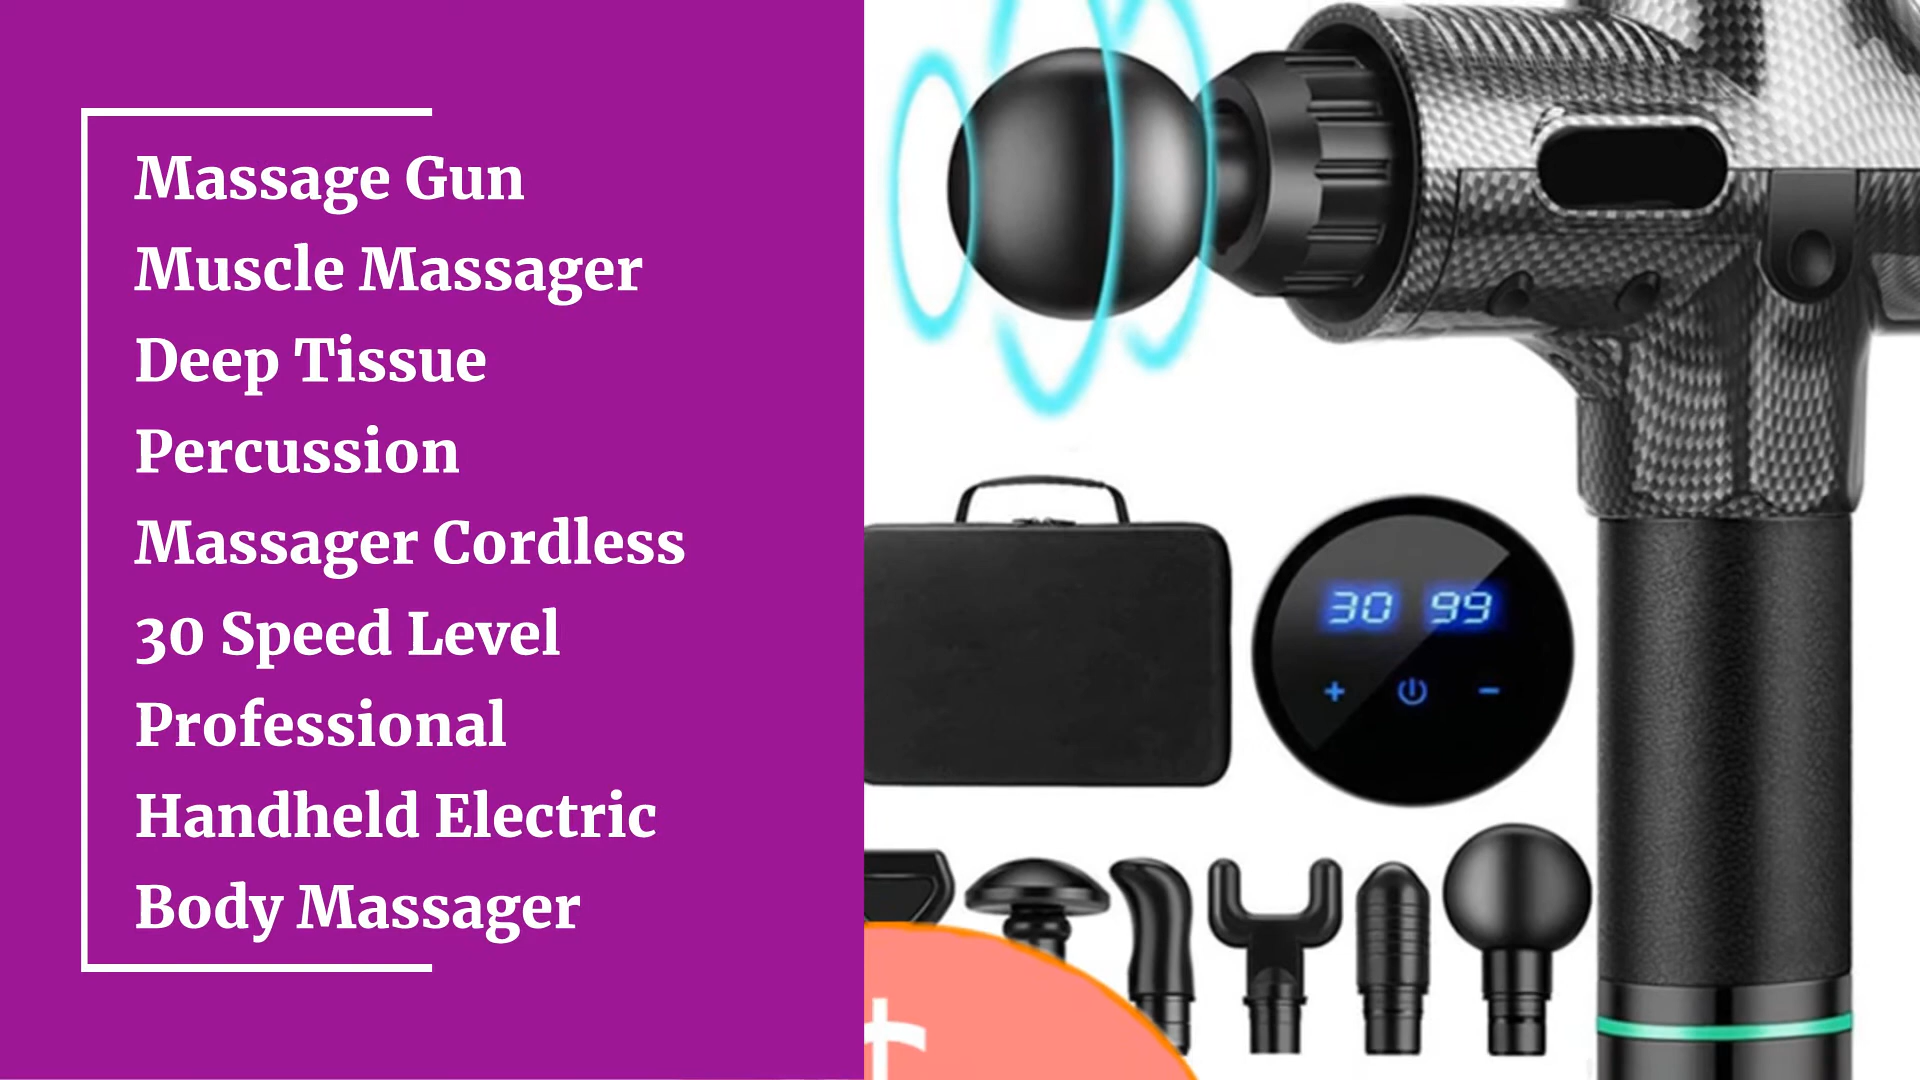 Massage Gun
Muscle Massager
Deep Tissue
Percussion
Massager Cordless
30 Speed Level
Professional
Handheld Electric
Body Massager
30 99
+ -
t